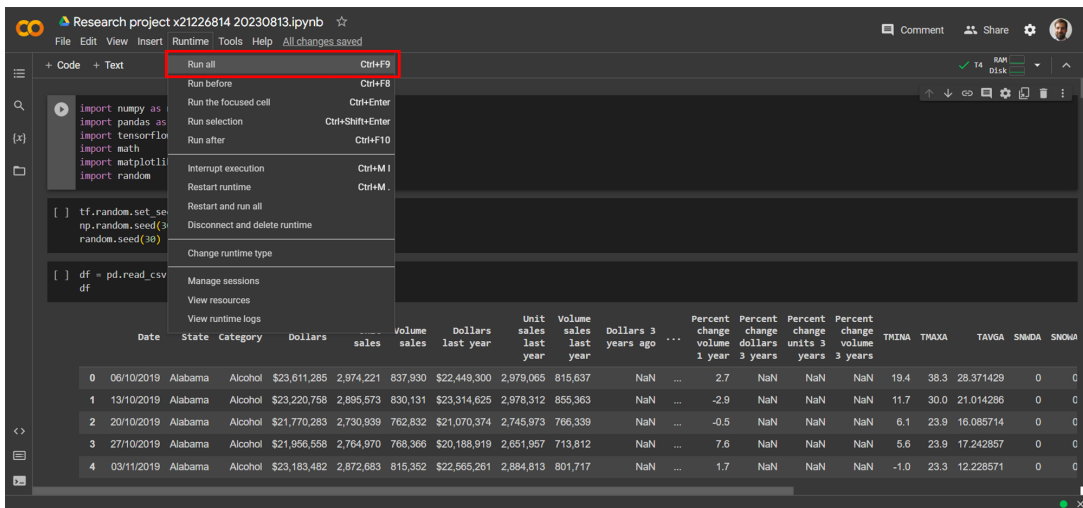 Research project x21226814 20230813.ipynb
File Edit View Insert Runtime Tools Help All changes saved
Comment Share
+ Code + Text
T4 RAM
Disk
Run all Ctrl+F9
Run before Ctrl+F8
Run the focused cell Ctrl+Enter
Run selection Ctrl+Shift+Enter
Run after Ctrl+F10
Interrupt execution Ctrl+M I
Restart runtime Ctrl+M .
Restart and run all
Disconnect and delete runtime
Change runtime type
Manage sessions
View resources
View runtime logs
{x}
import numpy as
import pandas as
import tensorflo
import math
import matplotli
import random
[ ] tf.random.set_se
np.random.seed(3
random.seed(30)
[ ] df = pd.read_csv
df
Date State Category Dollars sales Volume sales Dollars last year Unit sales last year Volume sales last year Dollars 3 years ago ... Percent change volume 1 year Percent change dollars 3 years Percent change units 3 years Percent change volume 3 years TMINA TMAXA TAVGA SNWDA SNOWA
0 06/10/2019 Alabama Alcohol $23,611,285 2,974,221 837,930 $22,449,300 2,979,065 815,637 NaN ... 2.7 NaN NaN NaN 19.4 38.3 28.371429 0 0
1 13/10/2019 Alabama Alcohol $23,220,758 2,895,573 830,131 $23,314,625 2,978,312 855,363 NaN ... -2.9 NaN NaN NaN 11.7 30.0 21.014286 0 0
2 20/10/2019 Alabama Alcohol $21,770,283 2,730,939 762,832 $21,070,374 2,745,973 766,339 NaN ... -0.5 NaN NaN NaN 6.1 23.9 16.085714 0 0
3 27/10/2019 Alabama Alcohol $21,956,558 2,764,970 768,366 $20,188,919 2,651,957 713,812 NaN ... 7.6 NaN NaN NaN 5.6 23.9 17.242857 0 0
4 03/11/2019 Alabama Alcohol $23,183,482 2,872,683 815,352 $22,565,261 2,884,813 801,717 NaN ... 1.7 NaN NaN NaN -1.0 23.3 12.228571 0 0